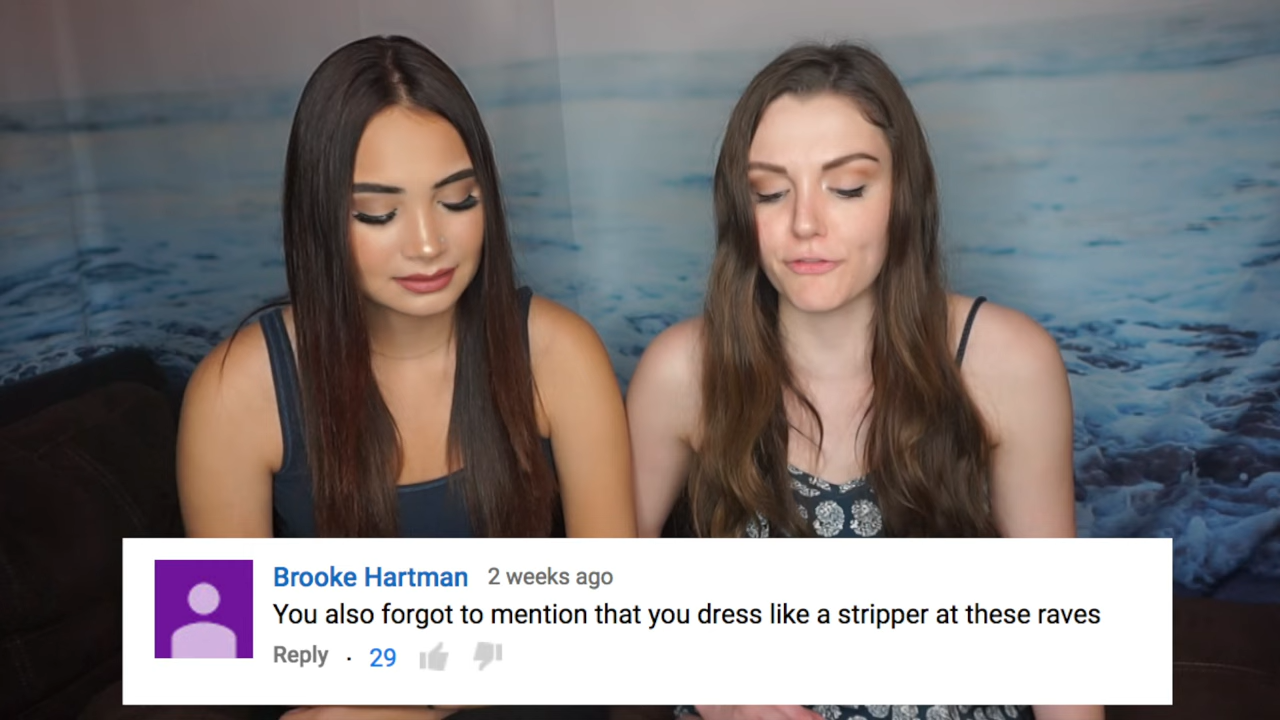 Brooke Hartman 2 weeks ago
You also forgot to mention that you dress like a stripper at these raves
Reply · 29